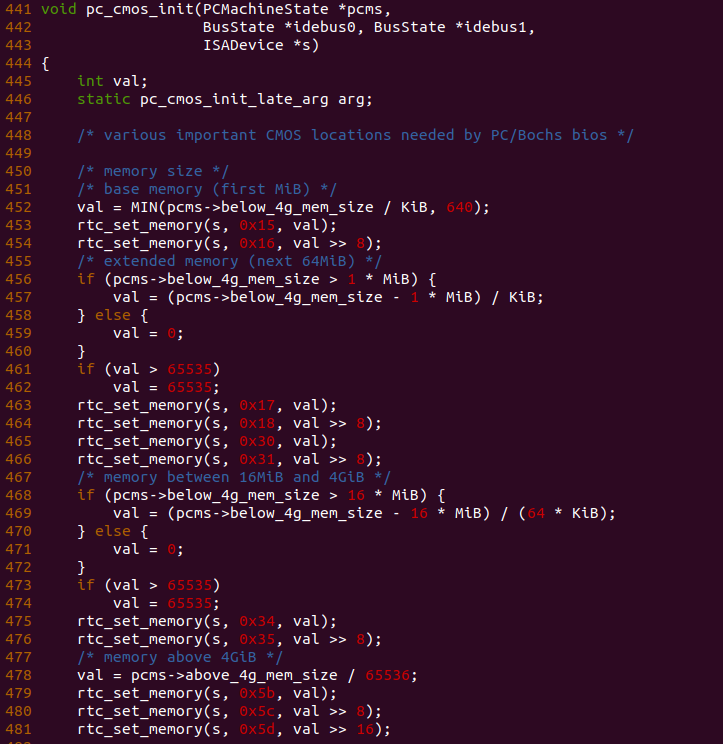 441 void pc_cmos_init(PCMachineState *pcms,
442                   BusState *idebus0, BusState *idebus1,
443                   ISADevice *s)
444 {
445     int val;
446     static pc_cmos_init_late_arg arg;
447
448     /* various important CMOS locations needed by PC/Bochs bios */
449
450     /* memory size */
451     /* base memory (first MiB) */
452     val = MIN(pcms->below_4g_mem_size / KiB, 640);
453     rtc_set_memory(s, 0x15, val);
454     rtc_set_memory(s, 0x16, val >> 8);
455     /* extended memory (next 64MiB) */
456     if (pcms->below_4g_mem_size > 1 * MiB) {
457         val = (pcms->below_4g_mem_size - 1 * MiB) / KiB;
458     } else {
459         val = 0;
460     }
461     if (val > 65535)
462         val = 65535;
463     rtc_set_memory(s, 0x17, val);
464     rtc_set_memory(s, 0x18, val >> 8);
465     rtc_set_memory(s, 0x30, val);
466     rtc_set_memory(s, 0x31, val >> 8);
467     /* memory between 16MiB and 4GiB */
468     if (pcms->below_4g_mem_size > 16 * MiB) {
469         val = (pcms->below_4g_mem_size - 16 * MiB) / (64 * KiB);
470     } else {
471         val = 0;
472     }
473     if (val > 65535)
474         val = 65535;
475     rtc_set_memory(s, 0x34, val);
476     rtc_set_memory(s, 0x35, val >> 8);
477     /* memory above 4GiB */
478     val = pcms->above_4g_mem_size / 65536;
479     rtc_set_memory(s, 0x5b, val);
480     rtc_set_memory(s, 0x5c, val >> 8);
481     rtc_set_memory(s, 0x5d, val >> 16);